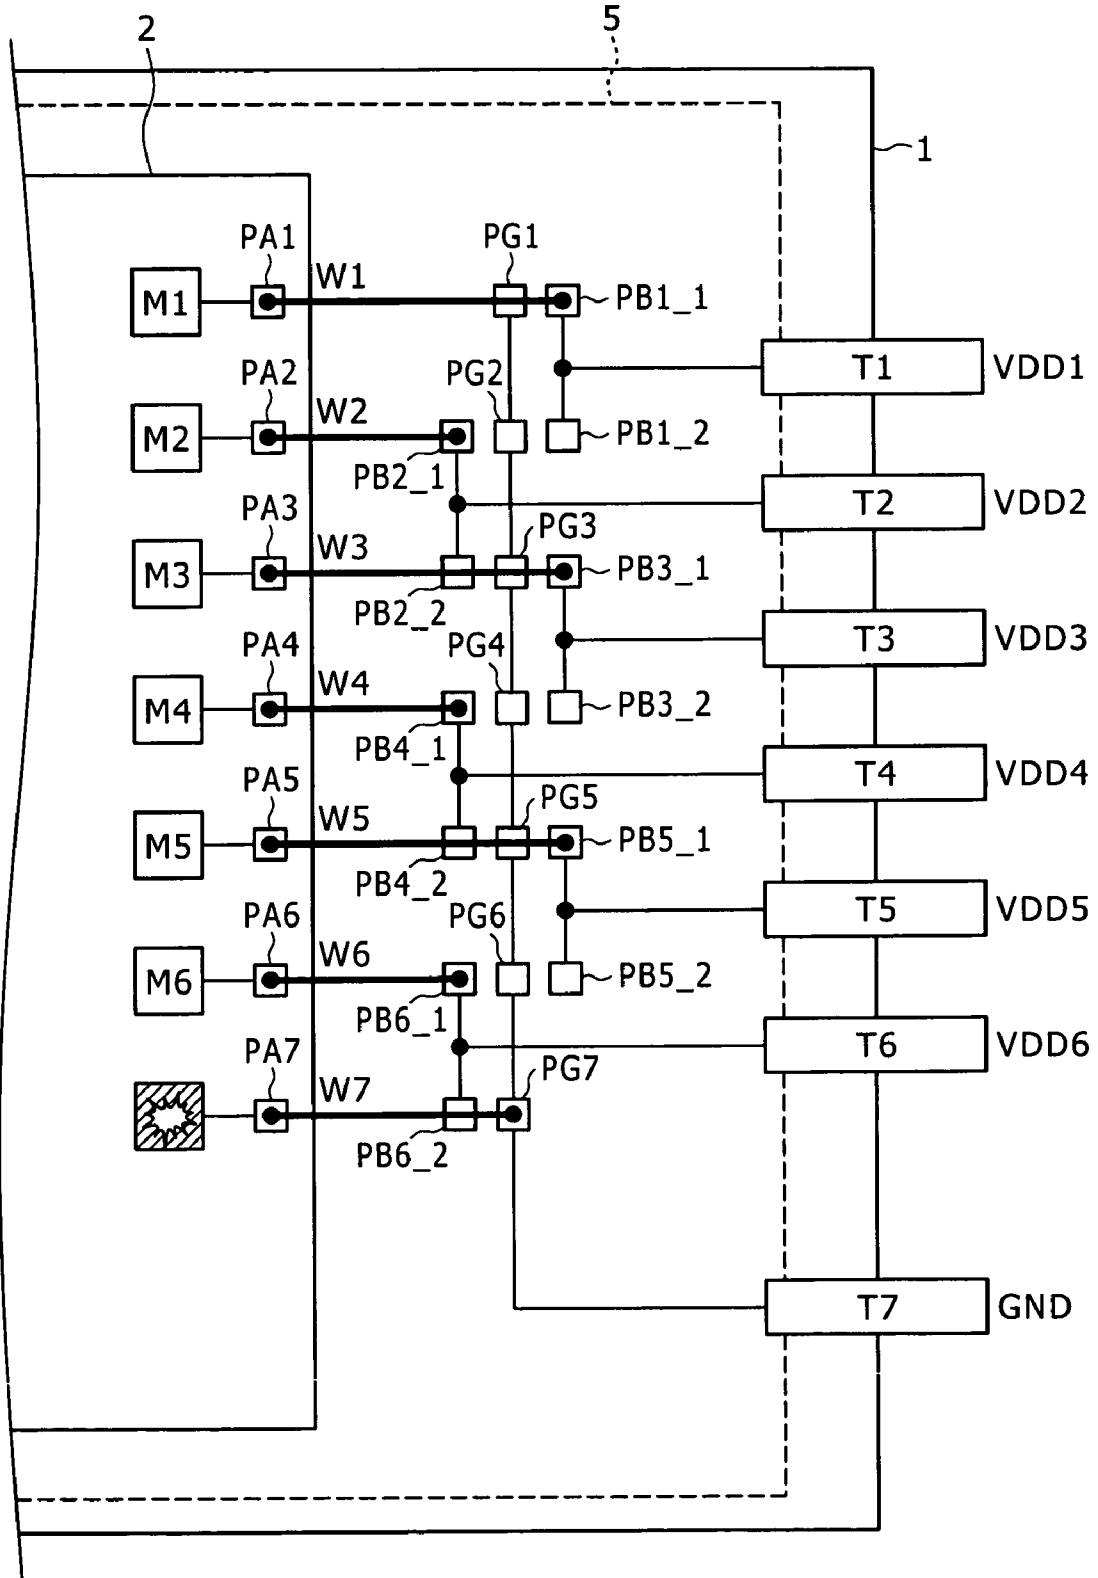 2
5
1
PA1
W1
PG1
M1
PB1_1
PA2
W2
PG2
T1
VDD1
M2
PB1_2
PB2_1
PA3
W3
PG3
T2
VDD2
M3
PB3_1
PB2_2
PA4
W4
PG4
T3
VDD3
M4
PB3_2
PB4_1
PA5
W5
PG5
T4
VDD4
M5
PB5_1
PB4_2
PA6
W6
PG6
T5
VDD5
M6
PB5_2
PB6_1
PA7
W7
PG7
T6
VDD6
PB6_2
T7
GND